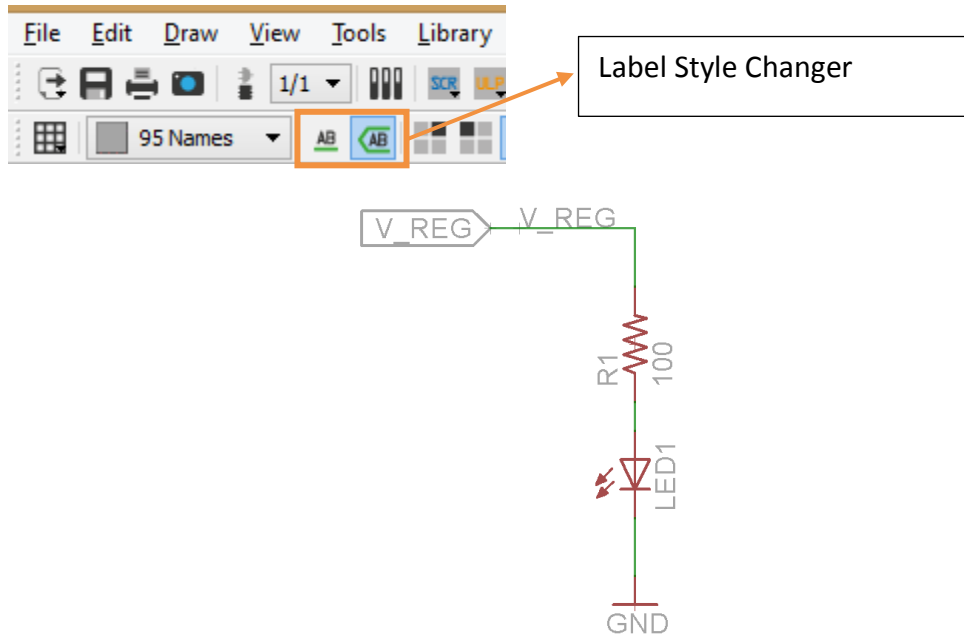 File Edit Draw View Tools Library
1/1 SCR ULP
95 Names AB AB
Label Style Changer
V_REG V_REG
R1 100
LED1
GND